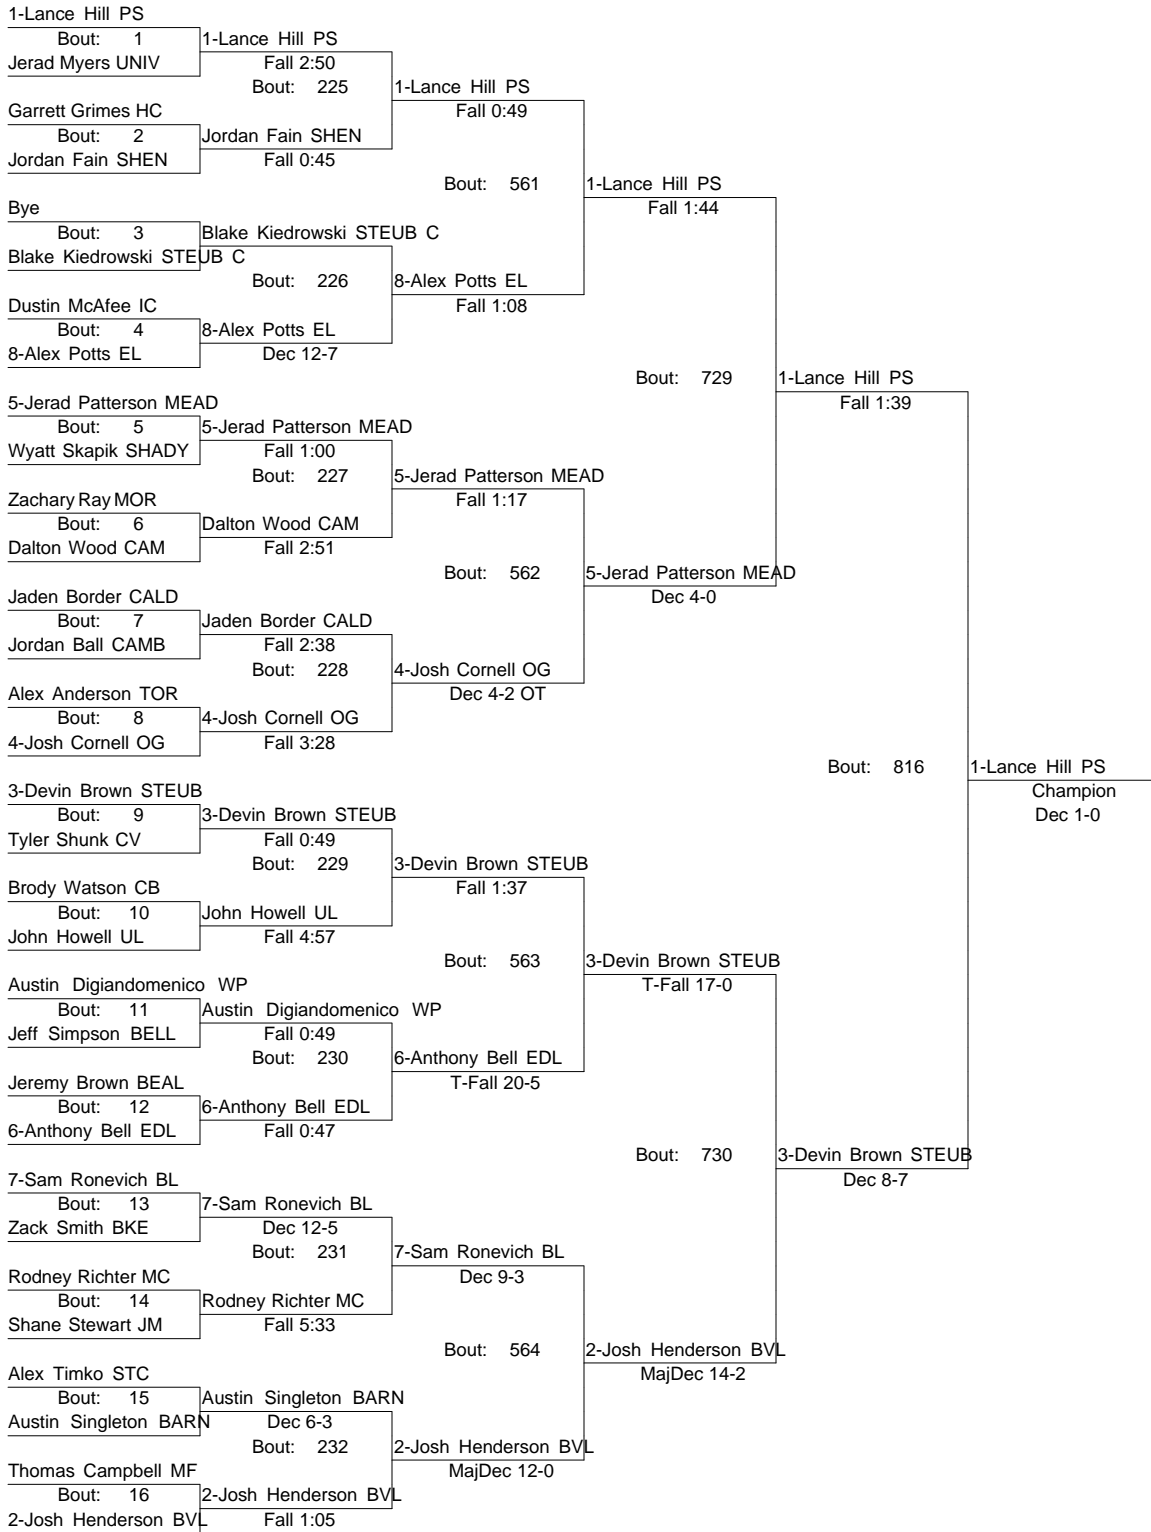 1-Lance Hill PS
Bout: 1 1-Lance Hill PS
Jerad Myers UNIV Fall 2:50
Bout: 225 1-Lance Hill PS
Garrett Grimes HC Fall 0:49
Bout: 2 Jordan Fain SHEN
Jordan Fain SHEN Fall 0:45
Bout: 561 1-Lance Hill PS
Bye Fall 1:44
Bout: 3 Blake Kiedrowski STEUB C
Blake Kiedrowski STEUB C
Bout: 226 8-Alex Potts EL
Dustin McAfee IC Fall 1:08
Bout: 4 8-Alex Potts EL
8-Alex Potts EL Dec 12-7
Bout: 729 1-Lance Hill PS
5-Jerad Patterson MEAD Fall 1:39
Bout: 5 5-Jerad Patterson MEAD
Wyatt Skapik SHADY Fall 1:00
Bout: 227 5-Jerad Patterson MEAD
Zachary Ray MOR Fall 1:17
Bout: 6 Dalton Wood CAM
Dalton Wood CAM Fall 2:51
Bout: 562 5-Jerad Patterson MEAD
Jaden Border CALD Dec 4-0
Bout: 7 Jaden Border CALD
Jordan Ball CAMB Fall 2:38
Bout: 228 4-Josh Cornell OG
Alex Anderson TOR Dec 4-2 OT
Bout: 8 4-Josh Cornell OG
4-Josh Cornell OG Fall 3:28
Bout: 816 1-Lance Hill PS
3-Devin Brown STEUB Champion
Bout: 9 3-Devin Brown STEUB Dec 1-0
Tyler Shunk CV Fall 0:49
Bout: 229 3-Devin Brown STEUB
Brody Watson CB Fall 1:37
Bout: 10 John Howell UL
John Howell UL Fall 4:57
Bout: 563 3-Devin Brown STEUB
Austin Digiandomenico WP T-Fall 17-0
Bout: 11 Austin Digiandomenico WP
Jeff Simpson BELL Fall 0:49
Bout: 230 6-Anthony Bell EDL
Jeremy Brown BEAL T-Fall 20-5
Bout: 12 6-Anthony Bell EDL
6-Anthony Bell EDL Fall 0:47
Bout: 730 3-Devin Brown STEUB
7-Sam Ronevich BL Dec 8-7
Bout: 13 7-Sam Ronevich BL
Zack Smith BKE Dec 12-5
Bout: 231 7-Sam Ronevich BL
Rodney Richter MC Dec 9-3
Bout: 14 Rodney Richter MC
Shane Stewart JM Fall 5:33
Bout: 564 2-Josh Henderson BVL
Alex Timko STC MajDec 14-2
Bout: 15 Austin Singleton BARN
Austin Singleton BARN Dec 6-3
Bout: 232 2-Josh Henderson BVL
Thomas Campbell MF MajDec 12-0
Bout: 16 2-Josh Henderson BVL
2-Josh Henderson BVL Fall 1:05